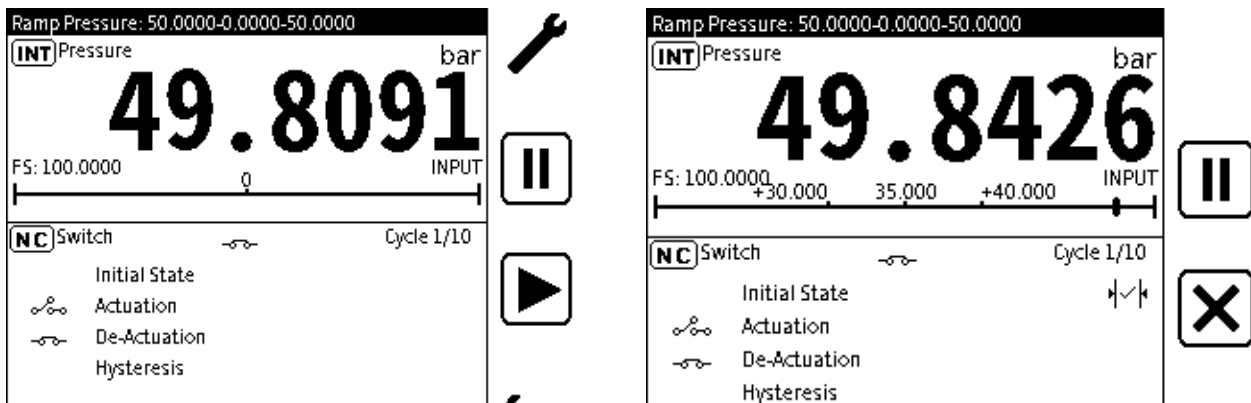 Ramp Pressure: 50.0000-0.0000-50.0000
INT Pressure
bar
49.8091
FS: 100.0000
INPUT
0
NC Switch
Cycle 1/10
Initial State
Actuation
De-Actuation
Hysteresis
Ramp Pressure: 50.0000-0.0000-50.0000
INT Pressure
bar
49.8426
FS: 100.0000
INPUT
+30.000 35.000 +40.000
NC Switch
Cycle 1/10
Initial State
Actuation
De-Actuation
Hysteresis